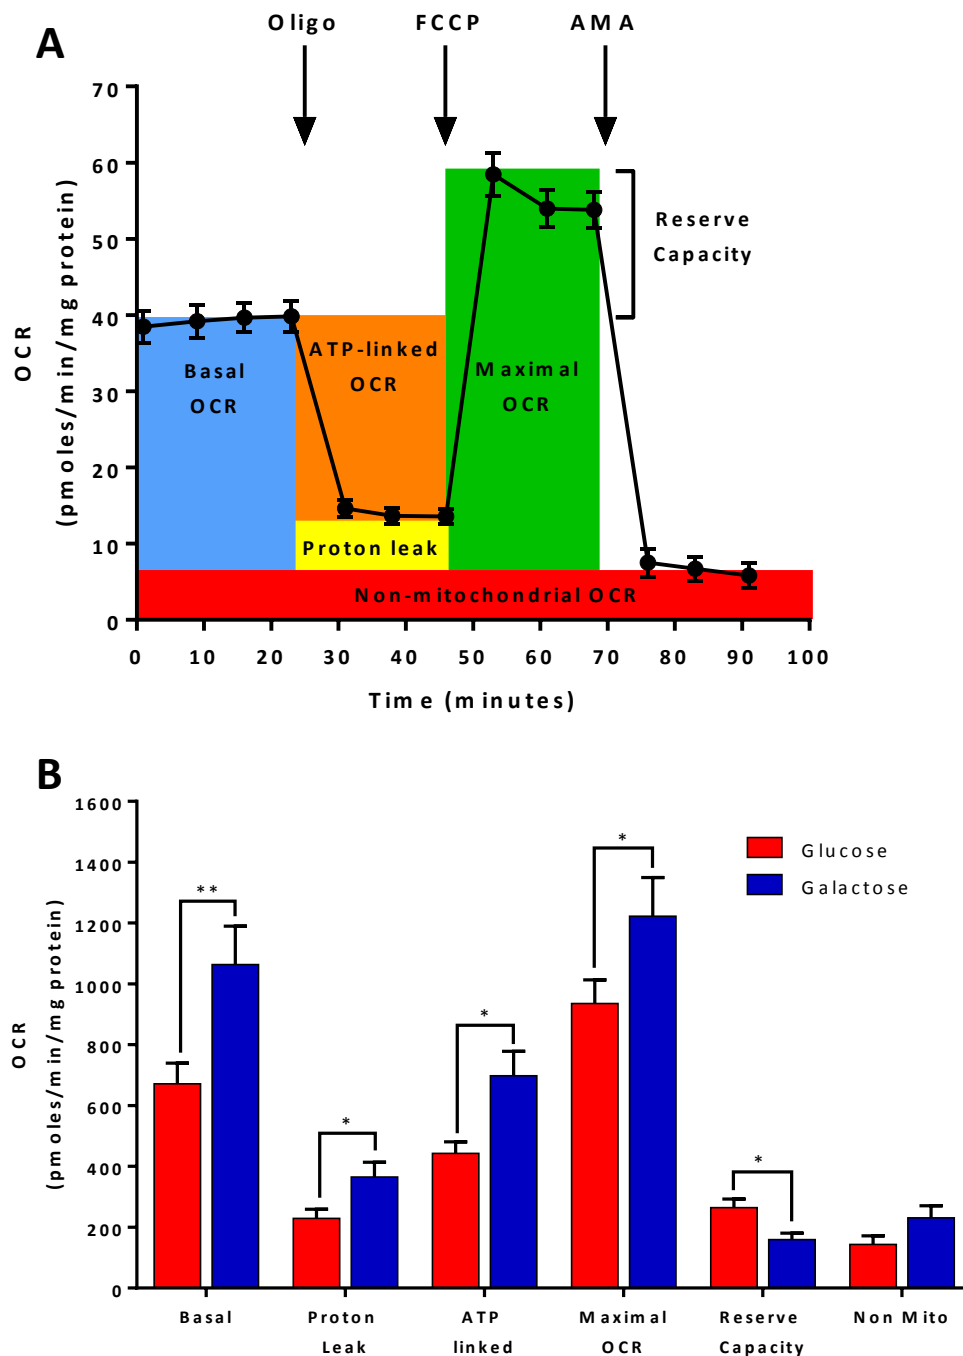 Oligo FCCP AMA
A
70
60
50
40
30
20
10
0
OCR
(pmoles/min/mg protein)
Reserve
Capacity
Basal
OCR
ATP-linked
OCR
Maximal
OCR
Proton leak
Non-mitochondrial OCR
0 10 20 30 40 50 60 70 80 90 100
Time (minutes)
B
1600
1400
1200
1000
800
600
400
200
0
OCR
(pmoles/min/mg protein)
Glucose
Galactose
**
*
*
*
*
Basal
Proton
Leak
ATP
linked
Maximal
OCR
Reserve
Capacity
Non Mito